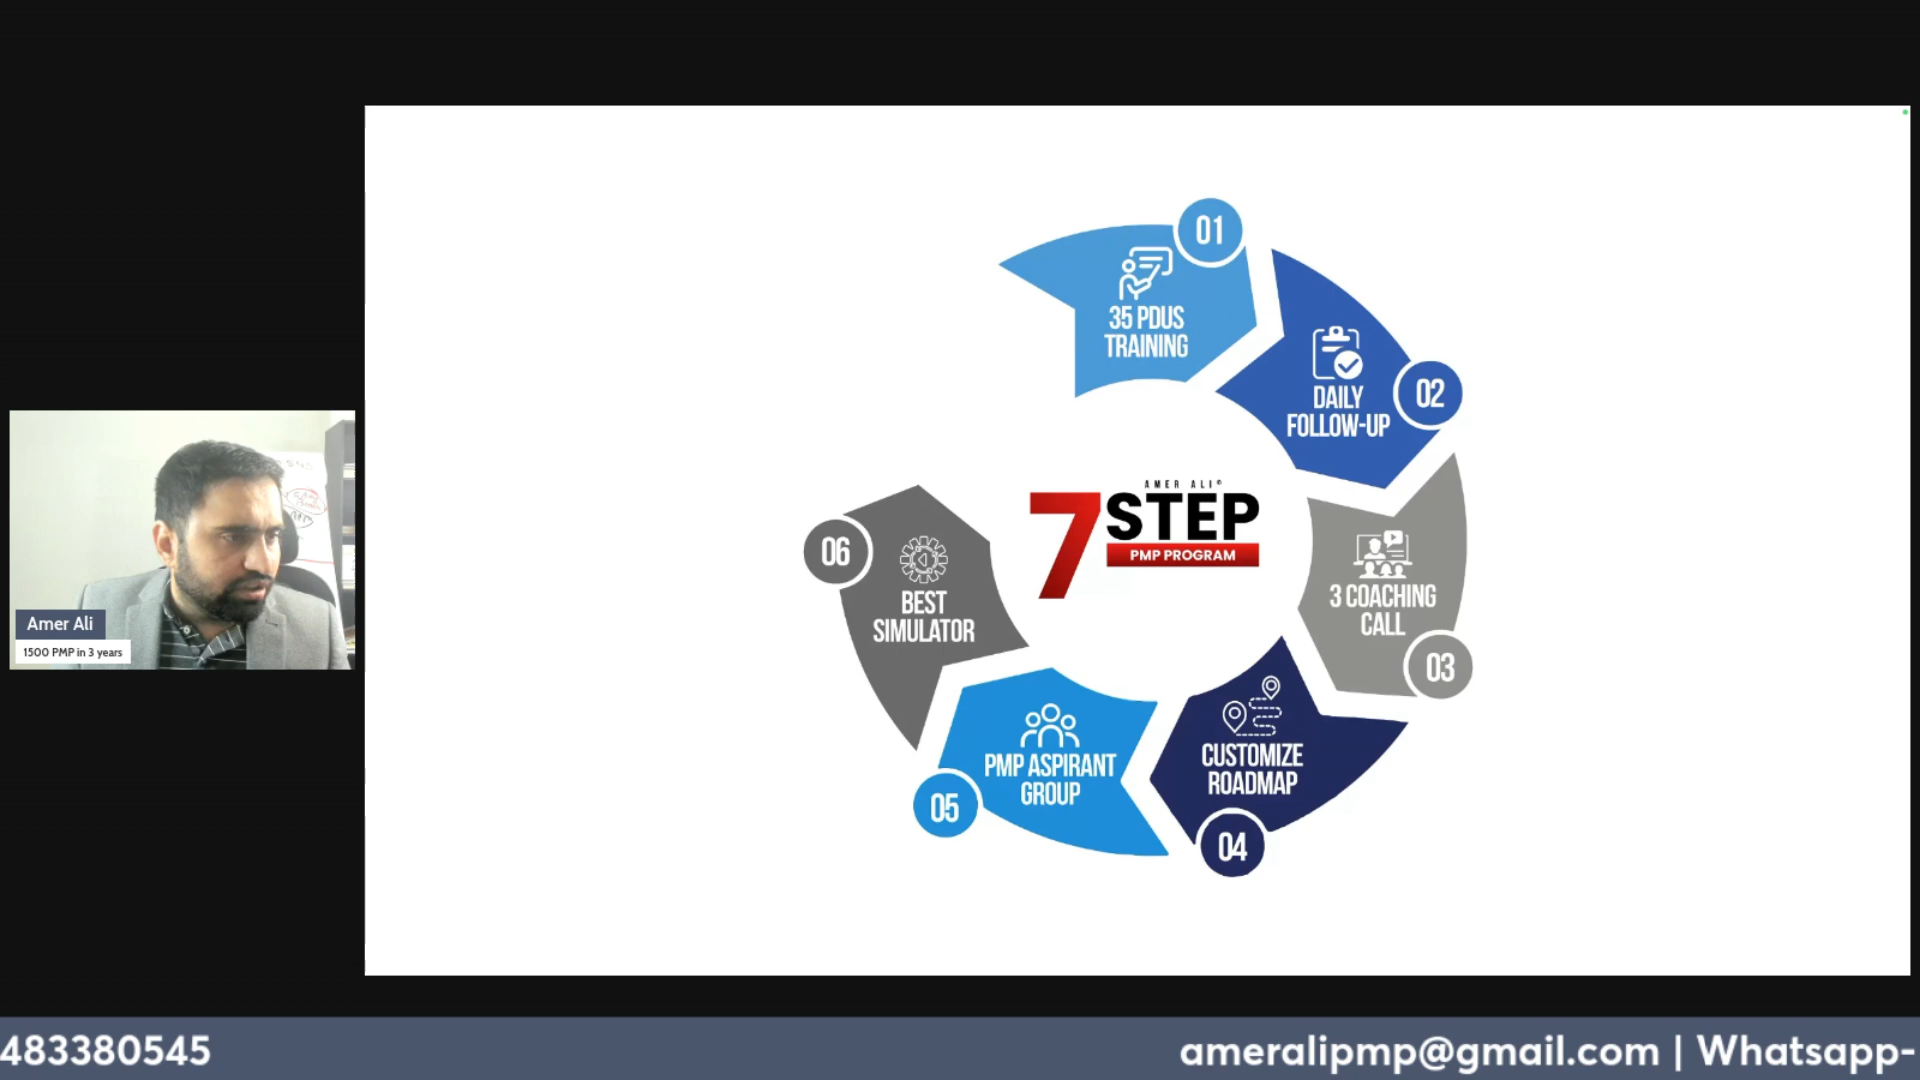 01
35 PDUS
TRAINING
02
DAILY
FOLLOW-UP
3 COACHING
CALL
03
CUSTOMIZE
ROADMAP
04
PMP ASPIRANT
GROUP
05
06
BEST
SIMULATOR
AMER ALI®
7 STEP
PMP PROGRAM
Amer Ali
1500 PMP in 3 years
483380545
ameralipmp@gmail.com | Whatsapp-